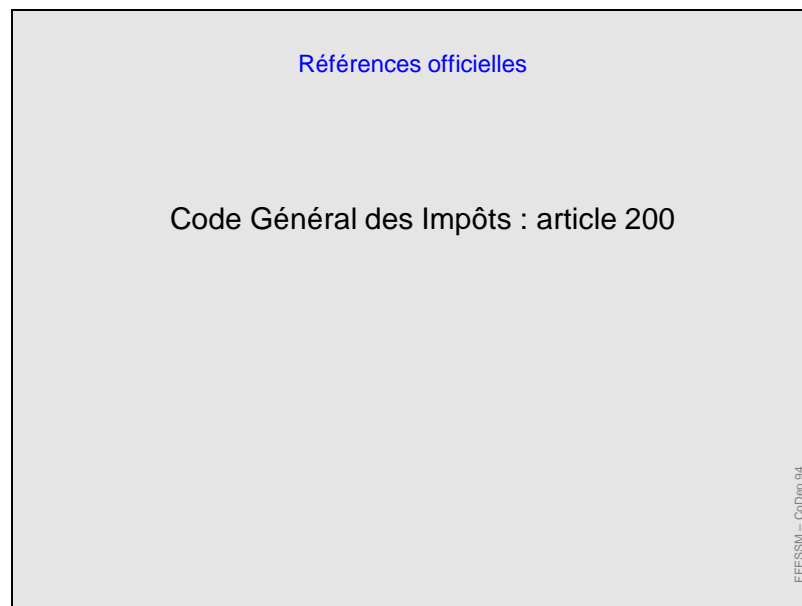 Références officielles
Code Général des Impôts : article 200
FFESSM – CoDep 94